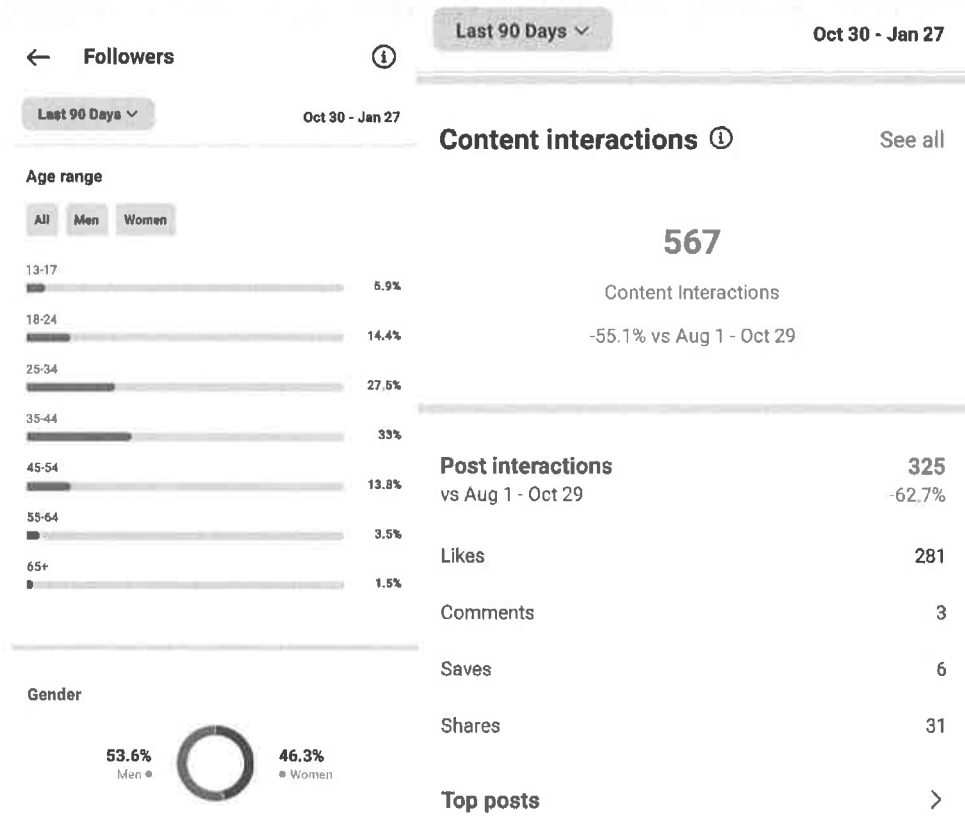 Followers
Last 90 Days
Oct 30 - Jan 27
Age range
All Men Women
13-17
5.9%
18-24
14.4%
25-34
27.5%
35-44
33%
45-54
13.8%
55-64
3.5%
65+
1.5%
Gender
53.6%
Men
46.3%
Women
Last 90 Days
Oct 30 - Jan 27
Content interactions
See all
567
Content Interactions
-55.1% vs Aug 1 - Oct 29
Post interactions 325
vs Aug 1 - Oct 29 -62.7%
Likes 281
Comments 3
Saves 6
Shares 31
Top posts